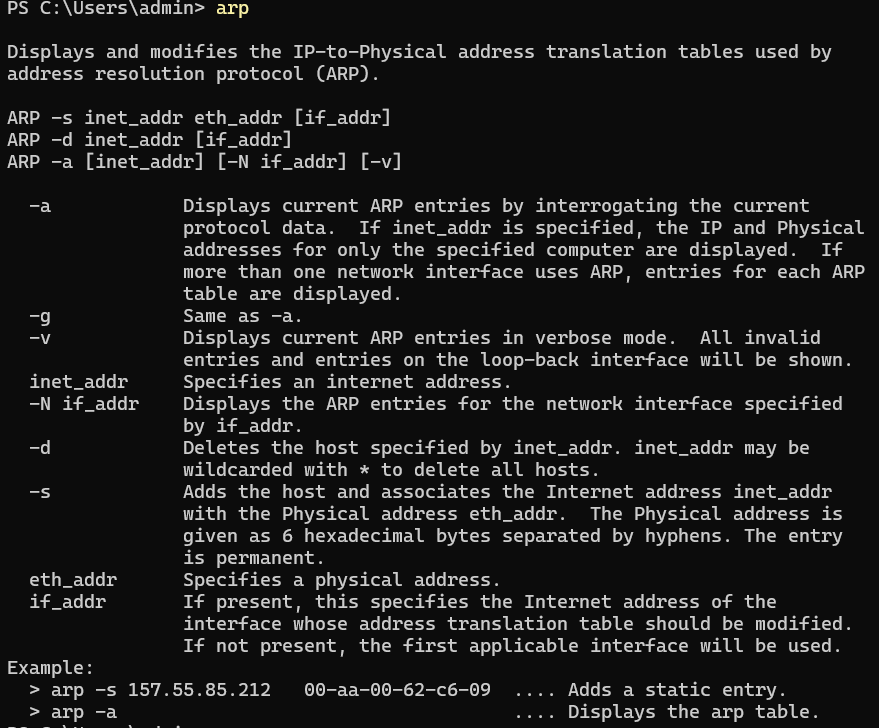 PS C:\Users\admin> arp
Displays and modifies the IP-to-Physical address translation tables used by
address resolution protocol (ARP).
ARP -s inet_addr eth_addr [if_addr]
ARP -d inet_addr [if_addr]
ARP -a [inet_addr] [-N if_addr] [-v]
  -a            Displays current ARP entries by interrogating the current
                protocol data.  If inet_addr is specified, the IP and Physical
                addresses for only the specified computer are displayed.  If
                more than one network interface uses ARP, entries for each ARP
                table are displayed.
  -g            Same as -a.
  -v            Displays current ARP entries in verbose mode.  All invalid
                entries and entries on the loop-back interface will be shown.
  inet_addr     Specifies an internet address.
  -N if_addr    Displays the ARP entries for the network interface specified
                by if_addr.
  -d            Deletes the host specified by inet_addr. inet_addr may be
                wildcarded with * to delete all hosts.
  -s            Adds the host and associates the Internet address inet_addr
                with the Physical address eth_addr.  The Physical address is
                given as 6 hexadecimal bytes separated by hyphens. The entry
                is permanent.
  eth_addr      Specifies a physical address.
  if_addr       If present, this specifies the Internet address of the
                interface whose address translation table should be modified.
                If not present, the first applicable interface will be used.
Example:
  > arp -s 157.55.85.212   00-aa-00-62-c6-09  .... Adds a static entry.
  > arp -a                                    .... Displays the arp table.